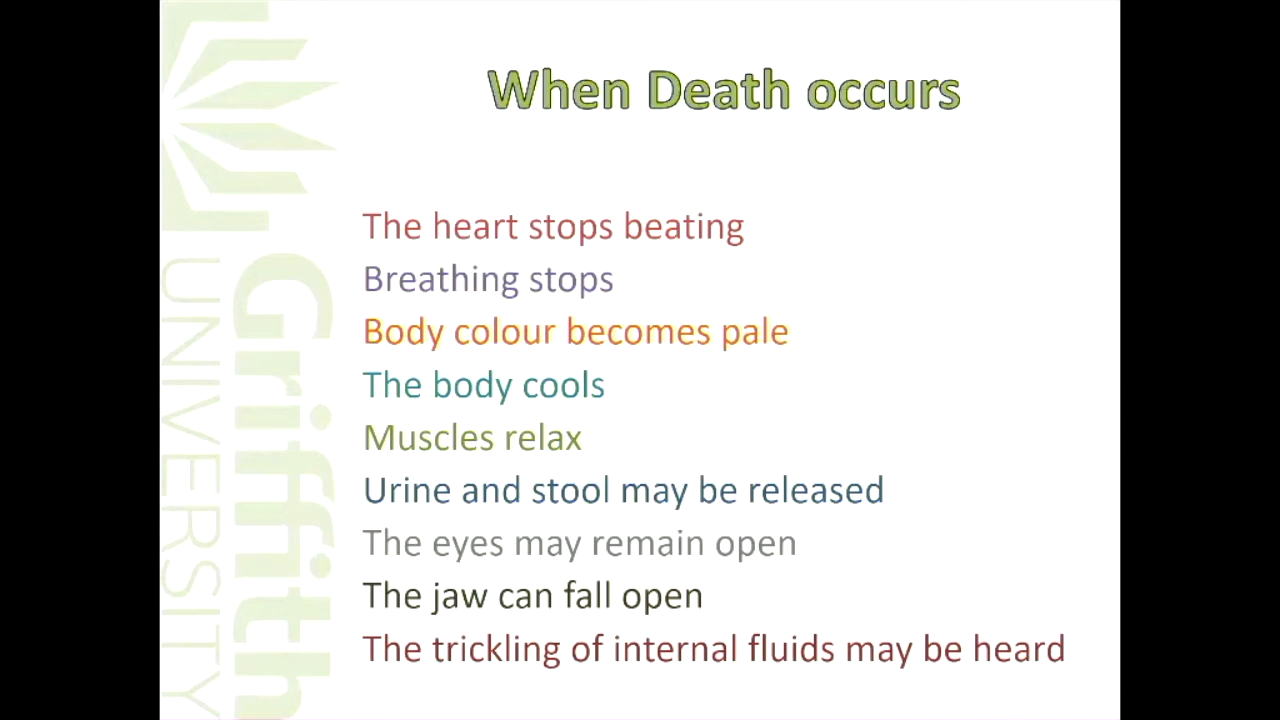 When Death occurs
The heart stops beating
Breathing stops
Body colour becomes pale
The body cools
Muscles relax
Urine and stool may be released
The eyes may remain open
The jaw can fall open
The trickling of internal fluids may be heard
Griffith
UNIVERSITY